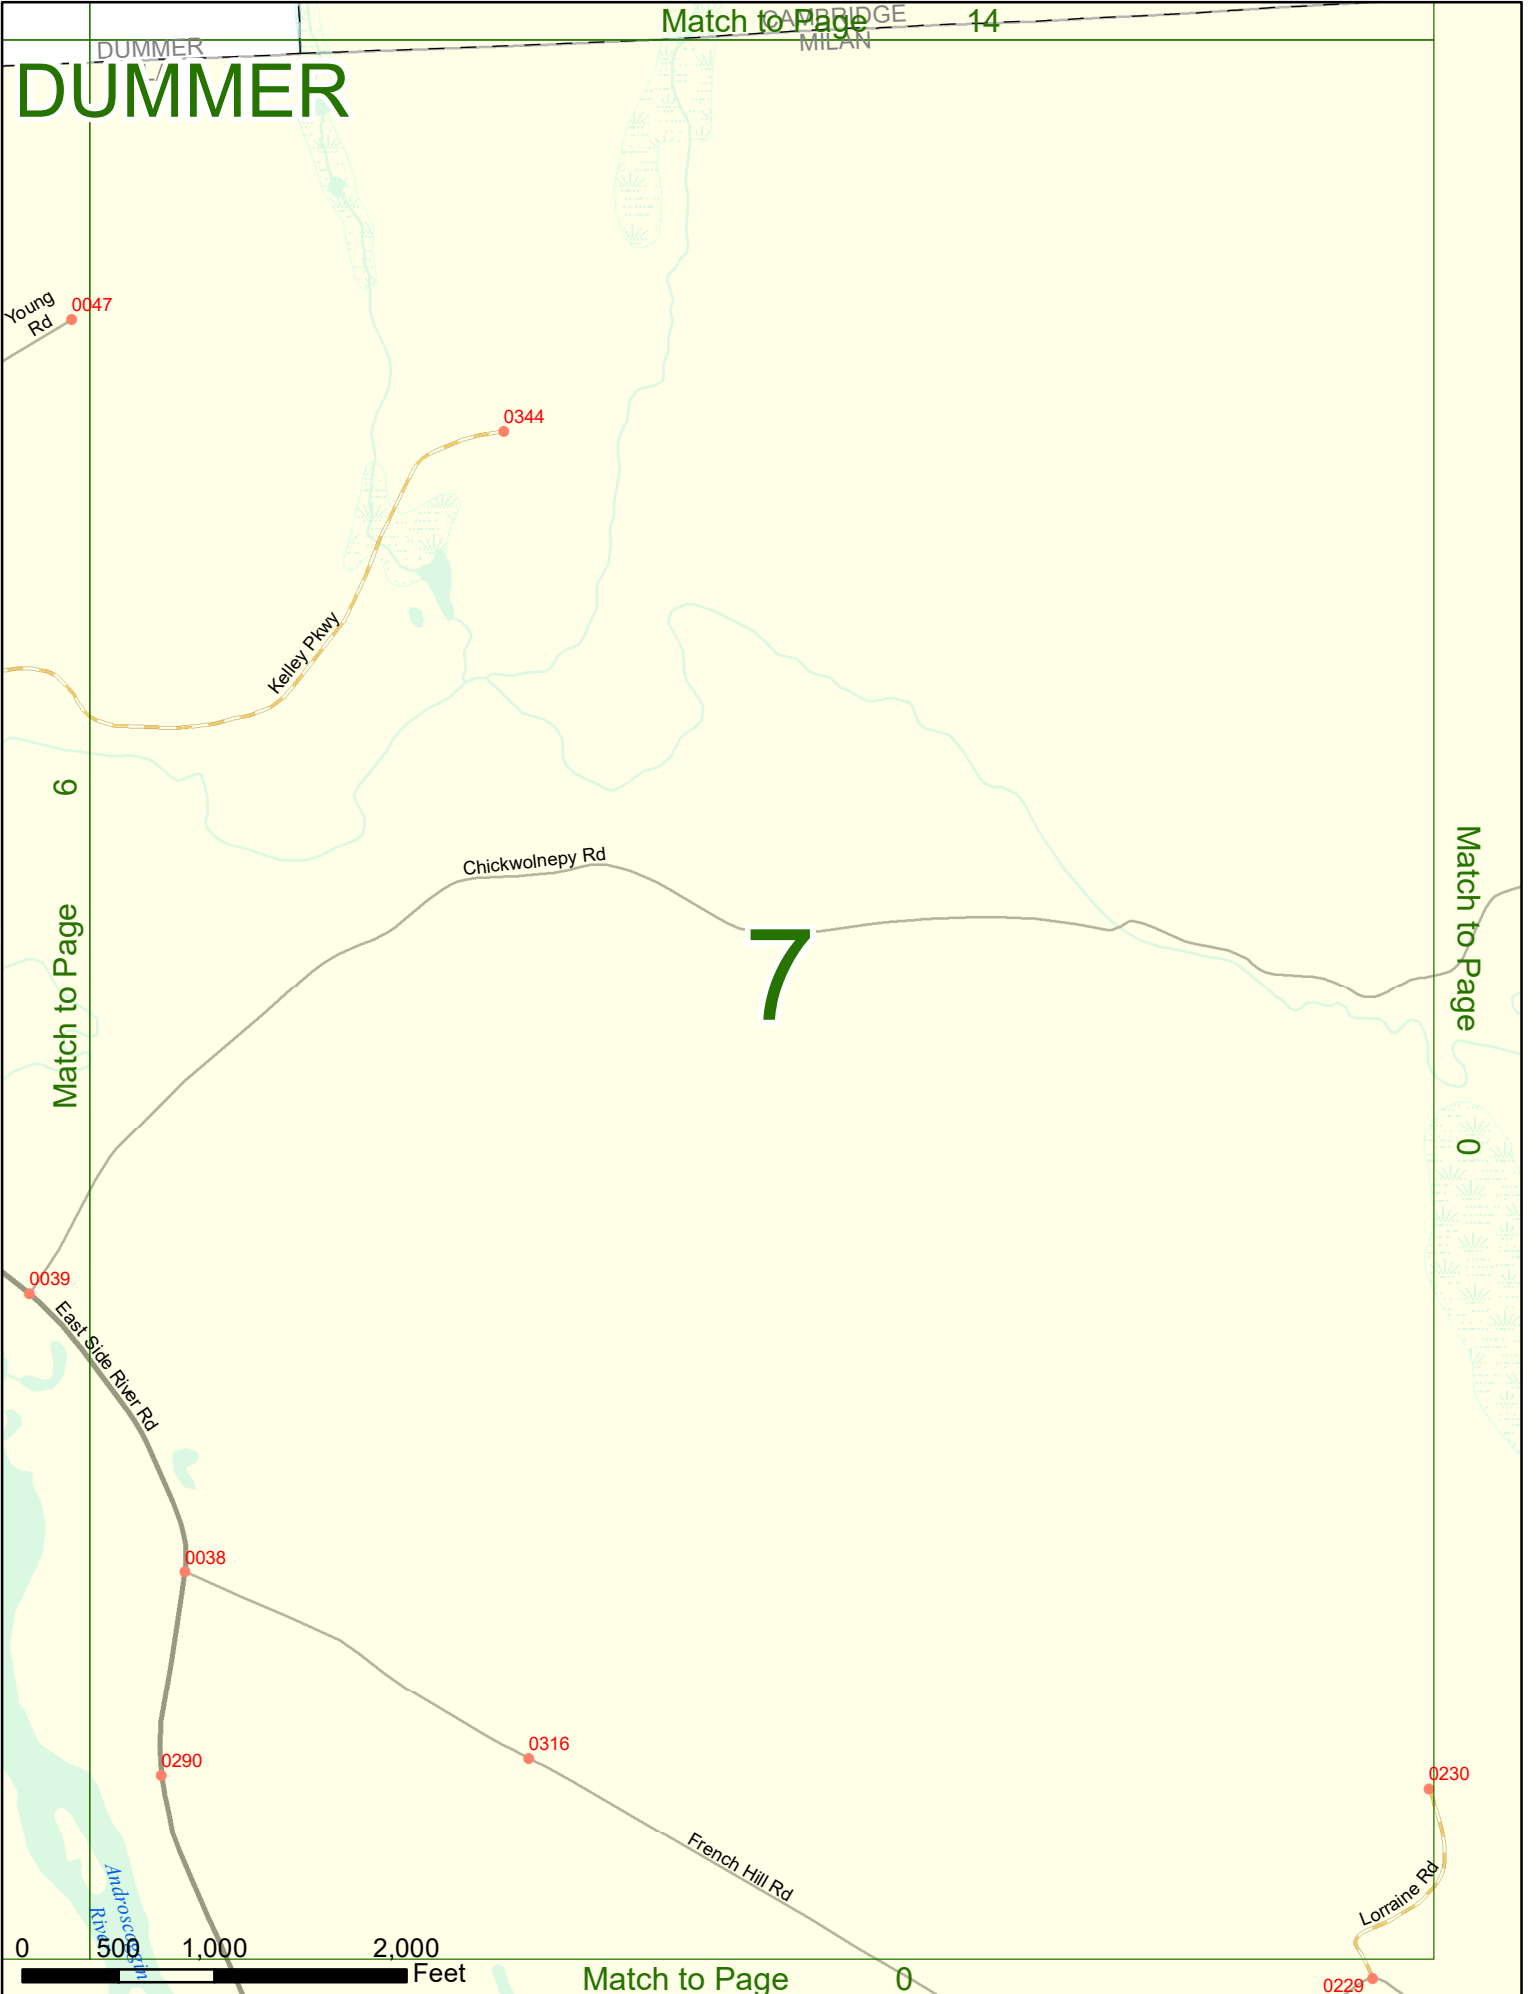 Match to Page 14
CAMBRIDGE
MILAN
DUMMER
DUMMER
Young
Rd
0047
0344
Kelley Pkwy
Match to Page 6
Chickwolnepy Rd
7
Match to Page 0
0039
East Side River Rd
0038
0316
0290
0230
French Hill Rd
Lorraine Rd
Androscoggin
River
0 500 1,000 2,000
Feet
Match to Page 0
0229